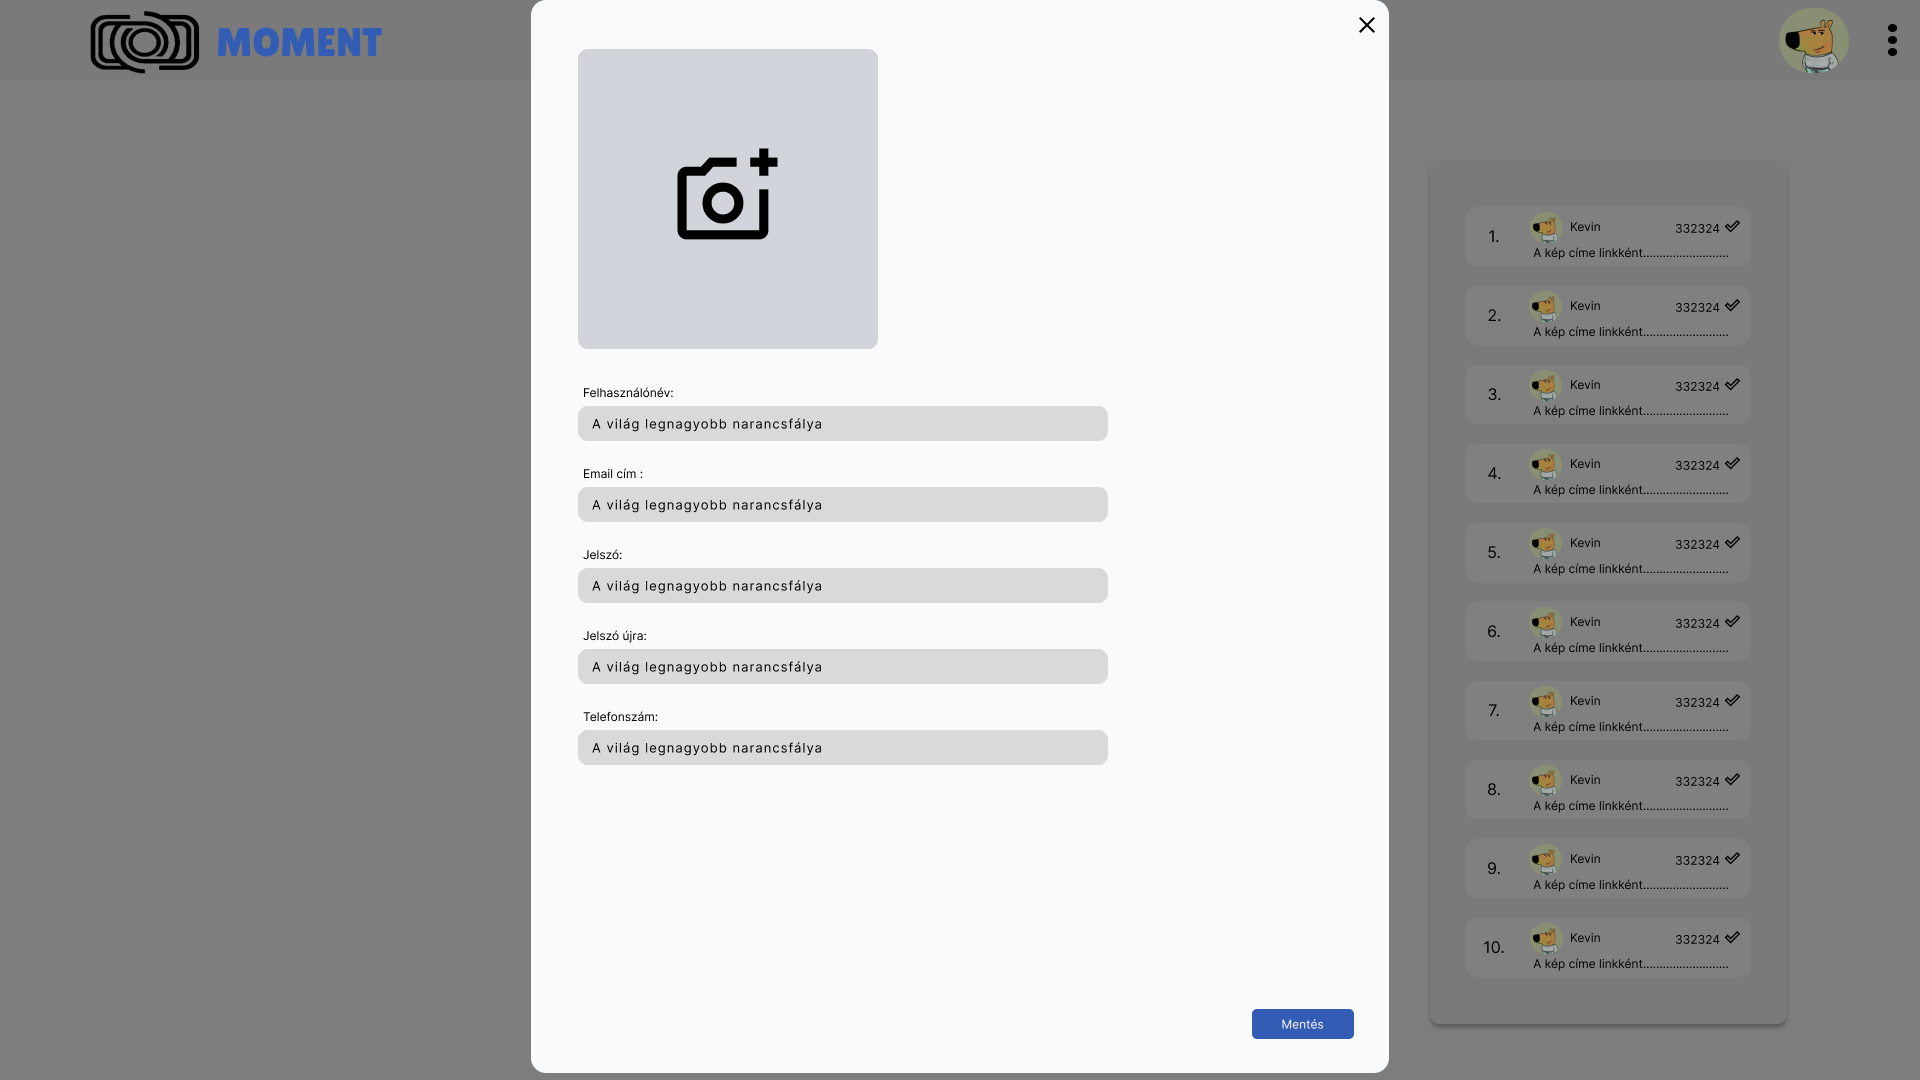 MOMENT
Felhasználónév:
A világ legnagyobb narancsfálya
Email cím :
A világ legnagyobb narancsfálya
Jelszó:
A világ legnagyobb narancsfálya
Jelszó újra:
A világ legnagyobb narancsfálya
Telefonszám:
A világ legnagyobb narancsfálya
Mentés
1. Kevin 332324
A kép címe linkként..........................
2. Kevin 332324
A kép címe linkként..........................
3. Kevin 332324
A kép címe linkként..........................
4. Kevin 332324
A kép címe linkként..........................
5. Kevin 332324
A kép címe linkként..........................
6. Kevin 332324
A kép címe linkként..........................
7. Kevin 332324
A kép címe linkként..........................
8. Kevin 332324
A kép címe linkként..........................
9. Kevin 332324
A kép címe linkként..........................
10. Kevin 332324
A kép címe linkként..........................